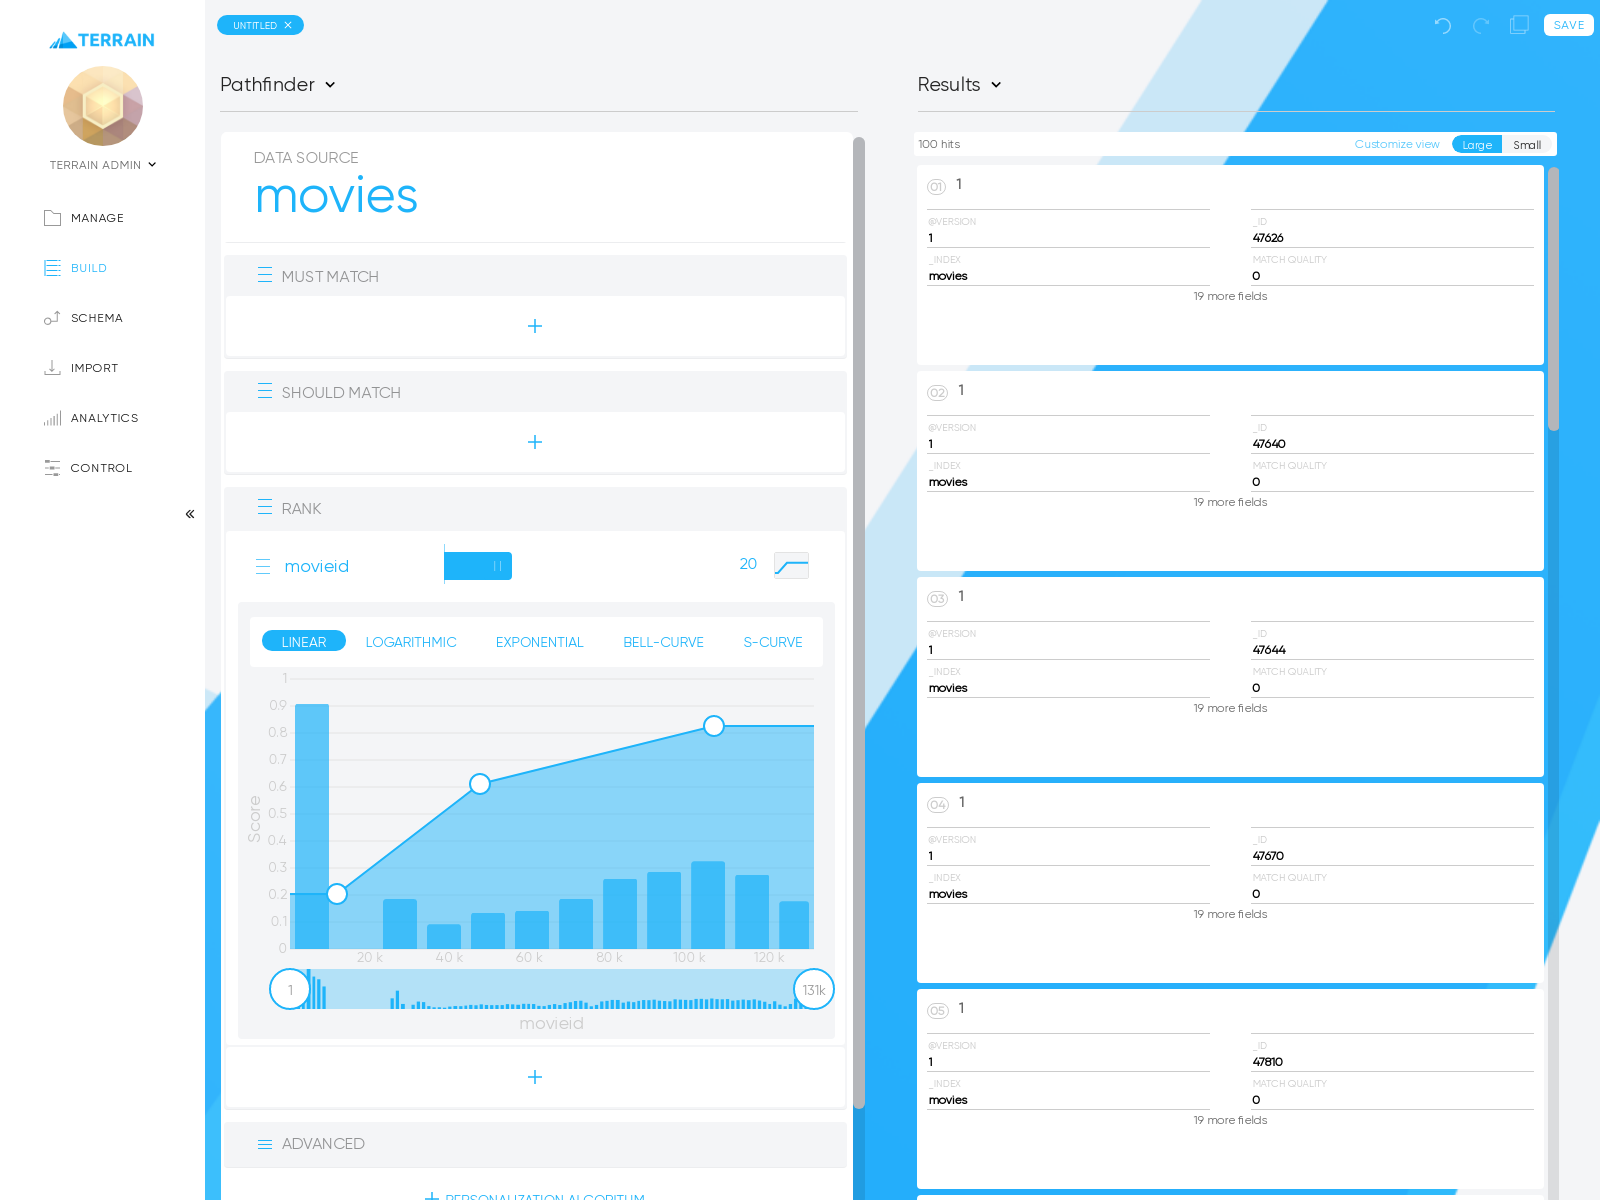 TERRAIN
TERRAIN ADMIN
MANAGE
BUILD
SCHEMA
IMPORT
ANALYTICS
CONTROL
«
UNTITLED ×
SAVE
Pathfinder
DATA SOURCE
movies
MUST MATCH
+
SHOULD MATCH
+
RANK
movieid
20
LINEAR LOGARITHMIC EXPONENTIAL BELL-CURVE S-CURVE
1
0.9
0.8
0.7
0.6
0.5
0.4
0.3
0.2
0.1
0
Score
20 k 40 k 60 k 80 k 100 k 120 k
1 131k
movieid
+
ADVANCED
+ PERSONALIZATION ALGORITHM
Results
100 hits Customize view Large Small
01 1
@VERSION _ID
1 47626
_INDEX MATCH QUALITY
movies 0
19 more fields
02 1
@VERSION _ID
1 47640
_INDEX MATCH QUALITY
movies 0
19 more fields
03 1
@VERSION _ID
1 47644
_INDEX MATCH QUALITY
movies 0
19 more fields
04 1
@VERSION _ID
1 47670
_INDEX MATCH QUALITY
movies 0
19 more fields
05 1
@VERSION _ID
1 47810
_INDEX MATCH QUALITY
movies 0
19 more fields